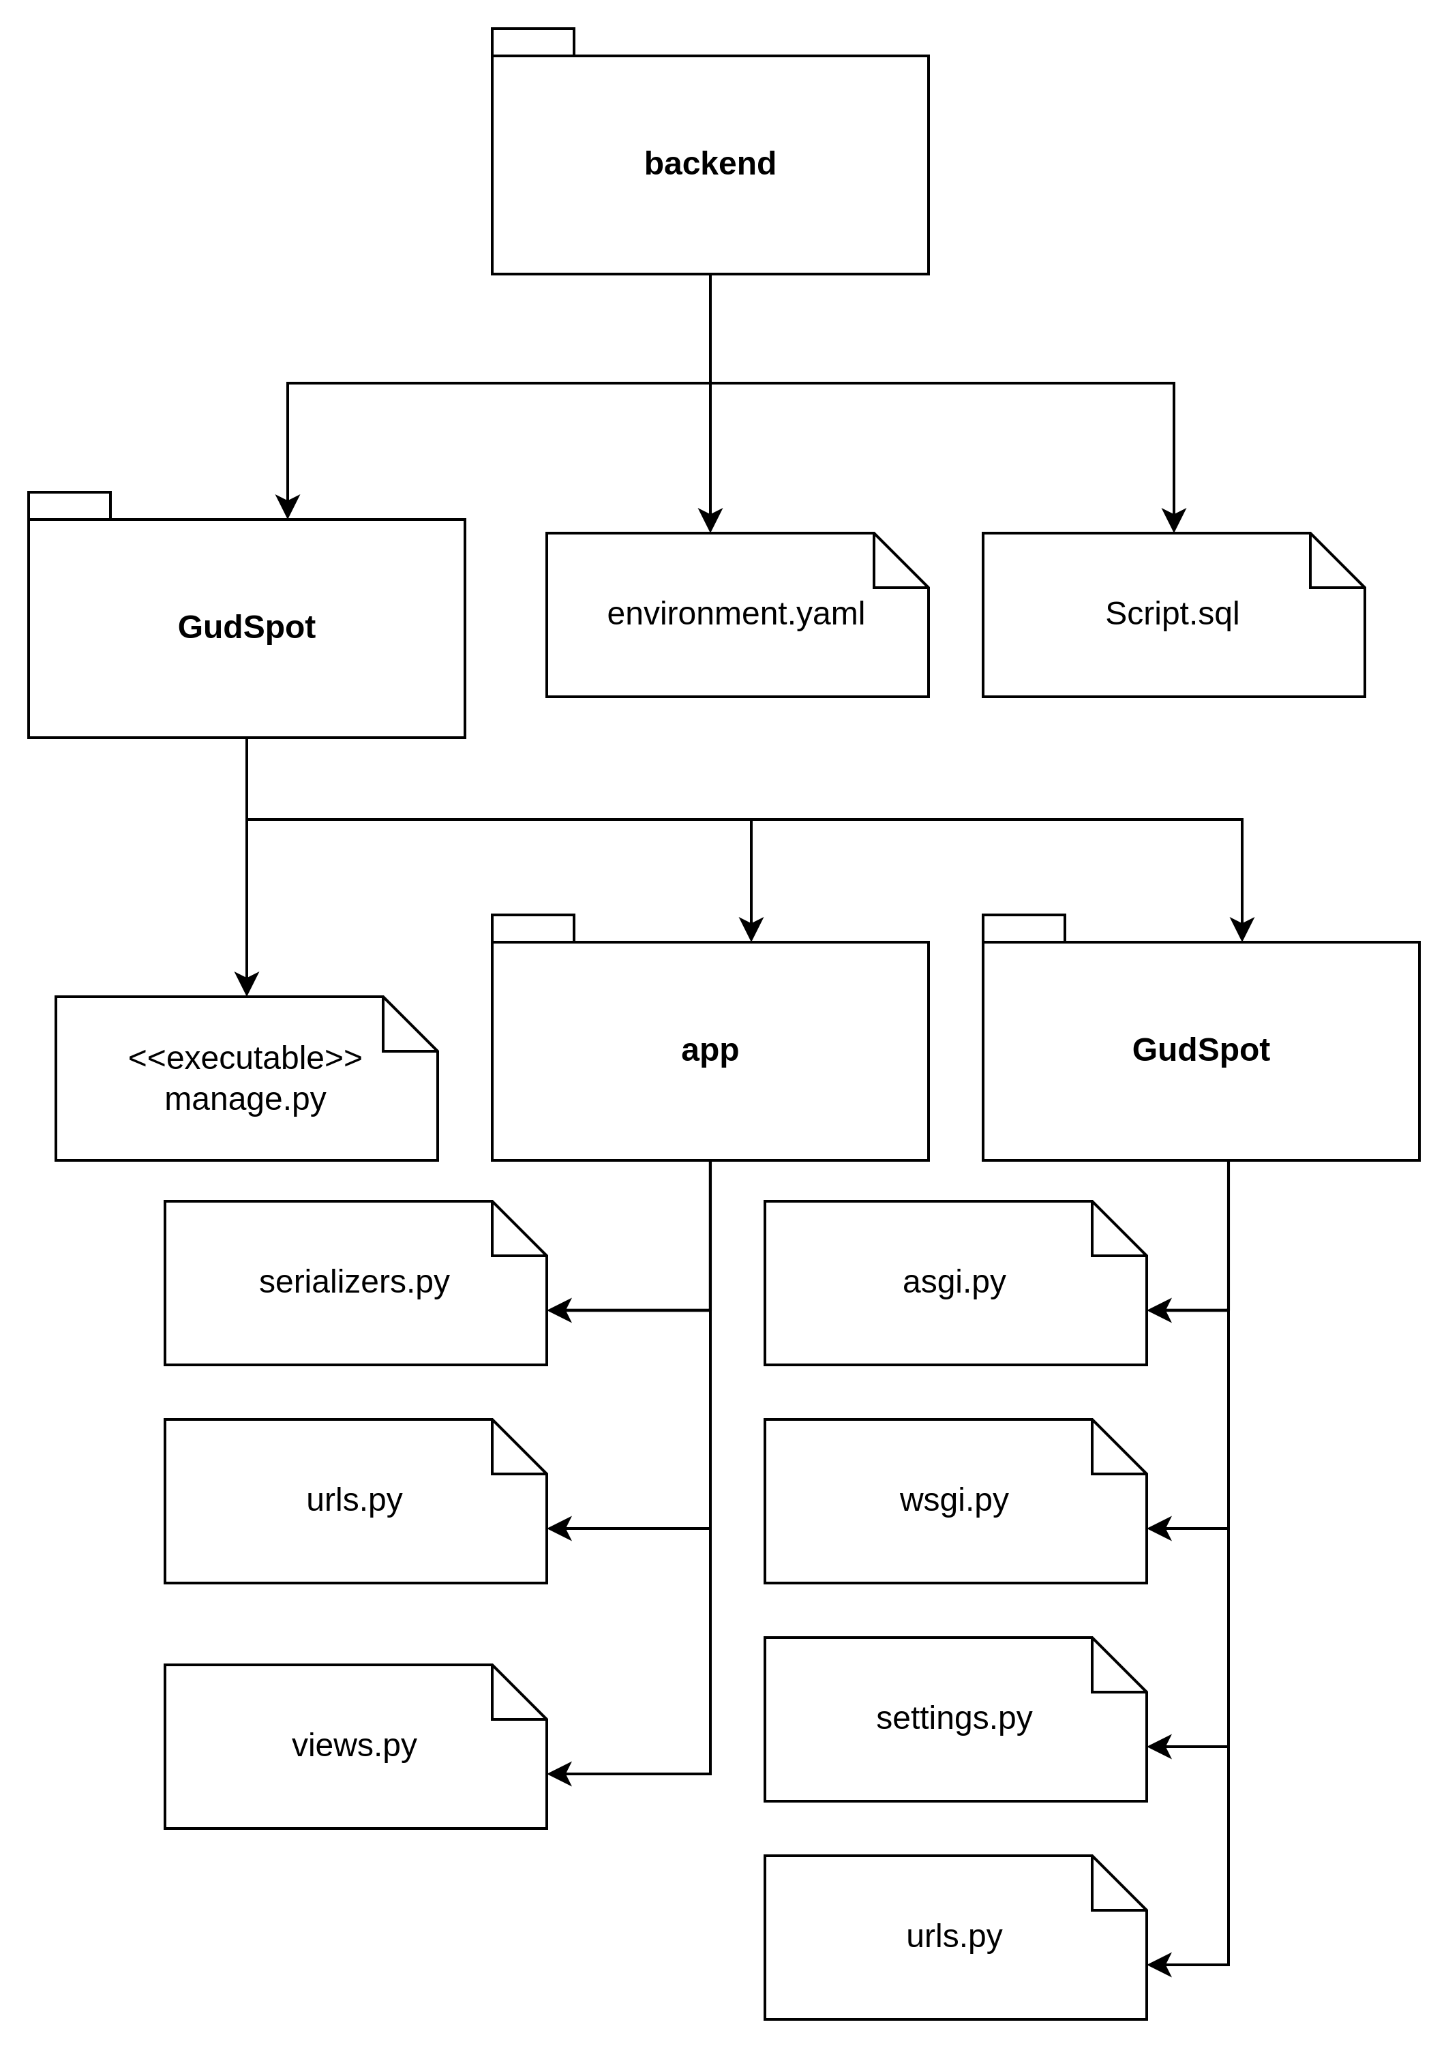 backend
GudSpot
environment.yaml
Script.sql
<<executable>>
manage.py
app
GudSpot
serializers.py
asgi.py
urls.py
wsgi.py
views.py
settings.py
urls.py